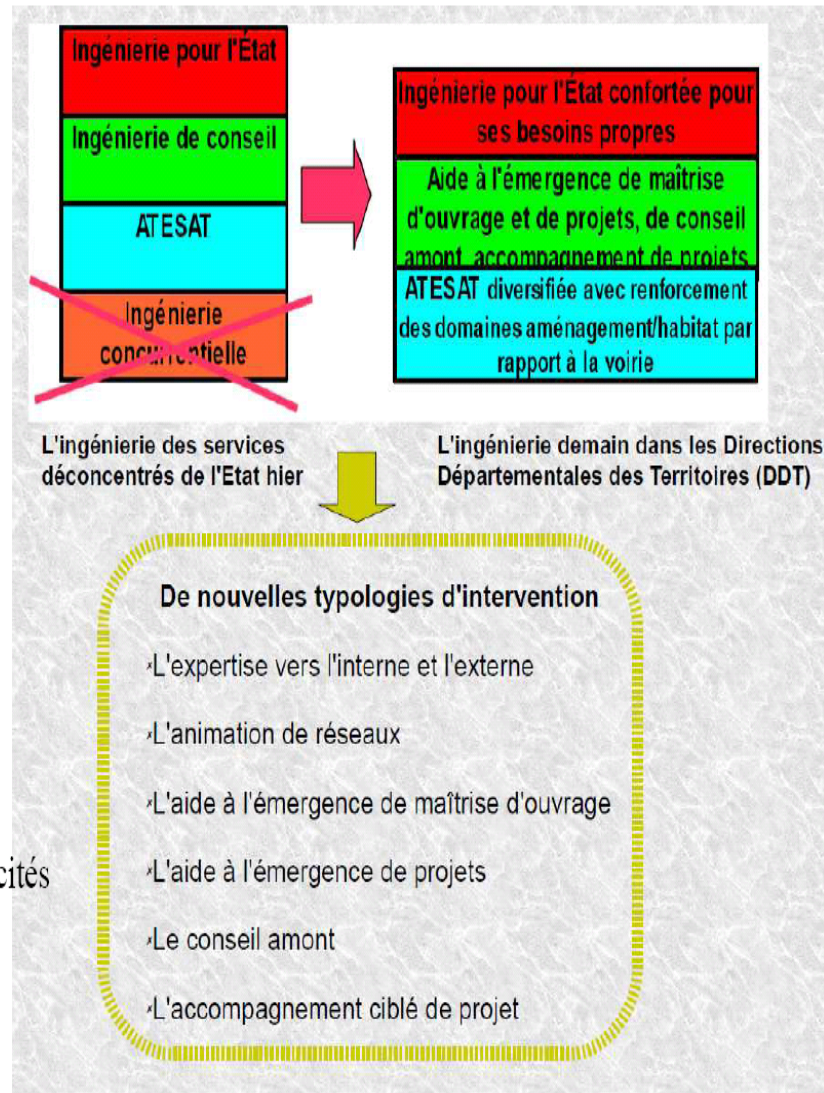 Ingénierie pour l'État
Ingénierie de conseil
ATESAT
Ingénierie
concurrentielle
Ingénierie pour l'État confortée pour
ses besoins propres
Aide à l'émergence de maîtrise
d'ouvrage et de projets, de conseil
amont, accompagnement de projets
ATESAT diversifiée avec renforcement
des domaines aménagement/habitat par
rapport à la voirie
L'ingénierie des services
déconcentrés de l'Etat hier
L'ingénierie demain dans les Directions
Départementales des Territoires (DDT)
De nouvelles typologies d'intervention
L'expertise vers l'interne et l'externe
L'animation de réseaux
L'aide à l'émergence de maîtrise d'ouvrage
L'aide à l'émergence de projets
cités
Le conseil amont
L'accompagnement ciblé de projet